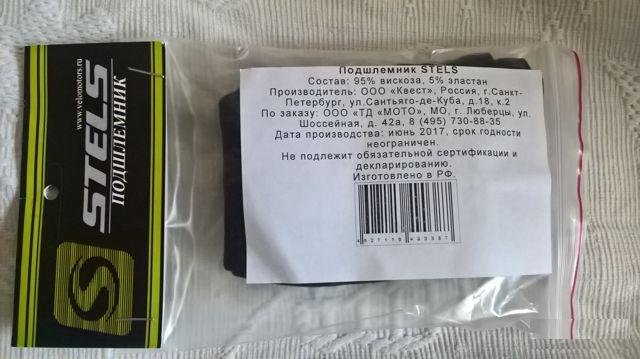 www.velomotors.ru
STELS
ПОДШЛЕМНИК
Подшлемник STELS
Состав: 95% вискоза, 5% эластан
Производитель: ООО «Квест», Россия, г.Санкт-
Петербург, ул.Сантьяго-де-Куба, д.18, к.2
По заказу: ООО «ТД «МОТО», МО, г. Люберцы, ул.
Шоссейная, д. 42а, 8 (495) 730-88-35
Дата производства: июнь 2017, срок годности
неограничен.
Не подлежит обязательной сертификации и
декларированию.
Изготовлено в РФ.